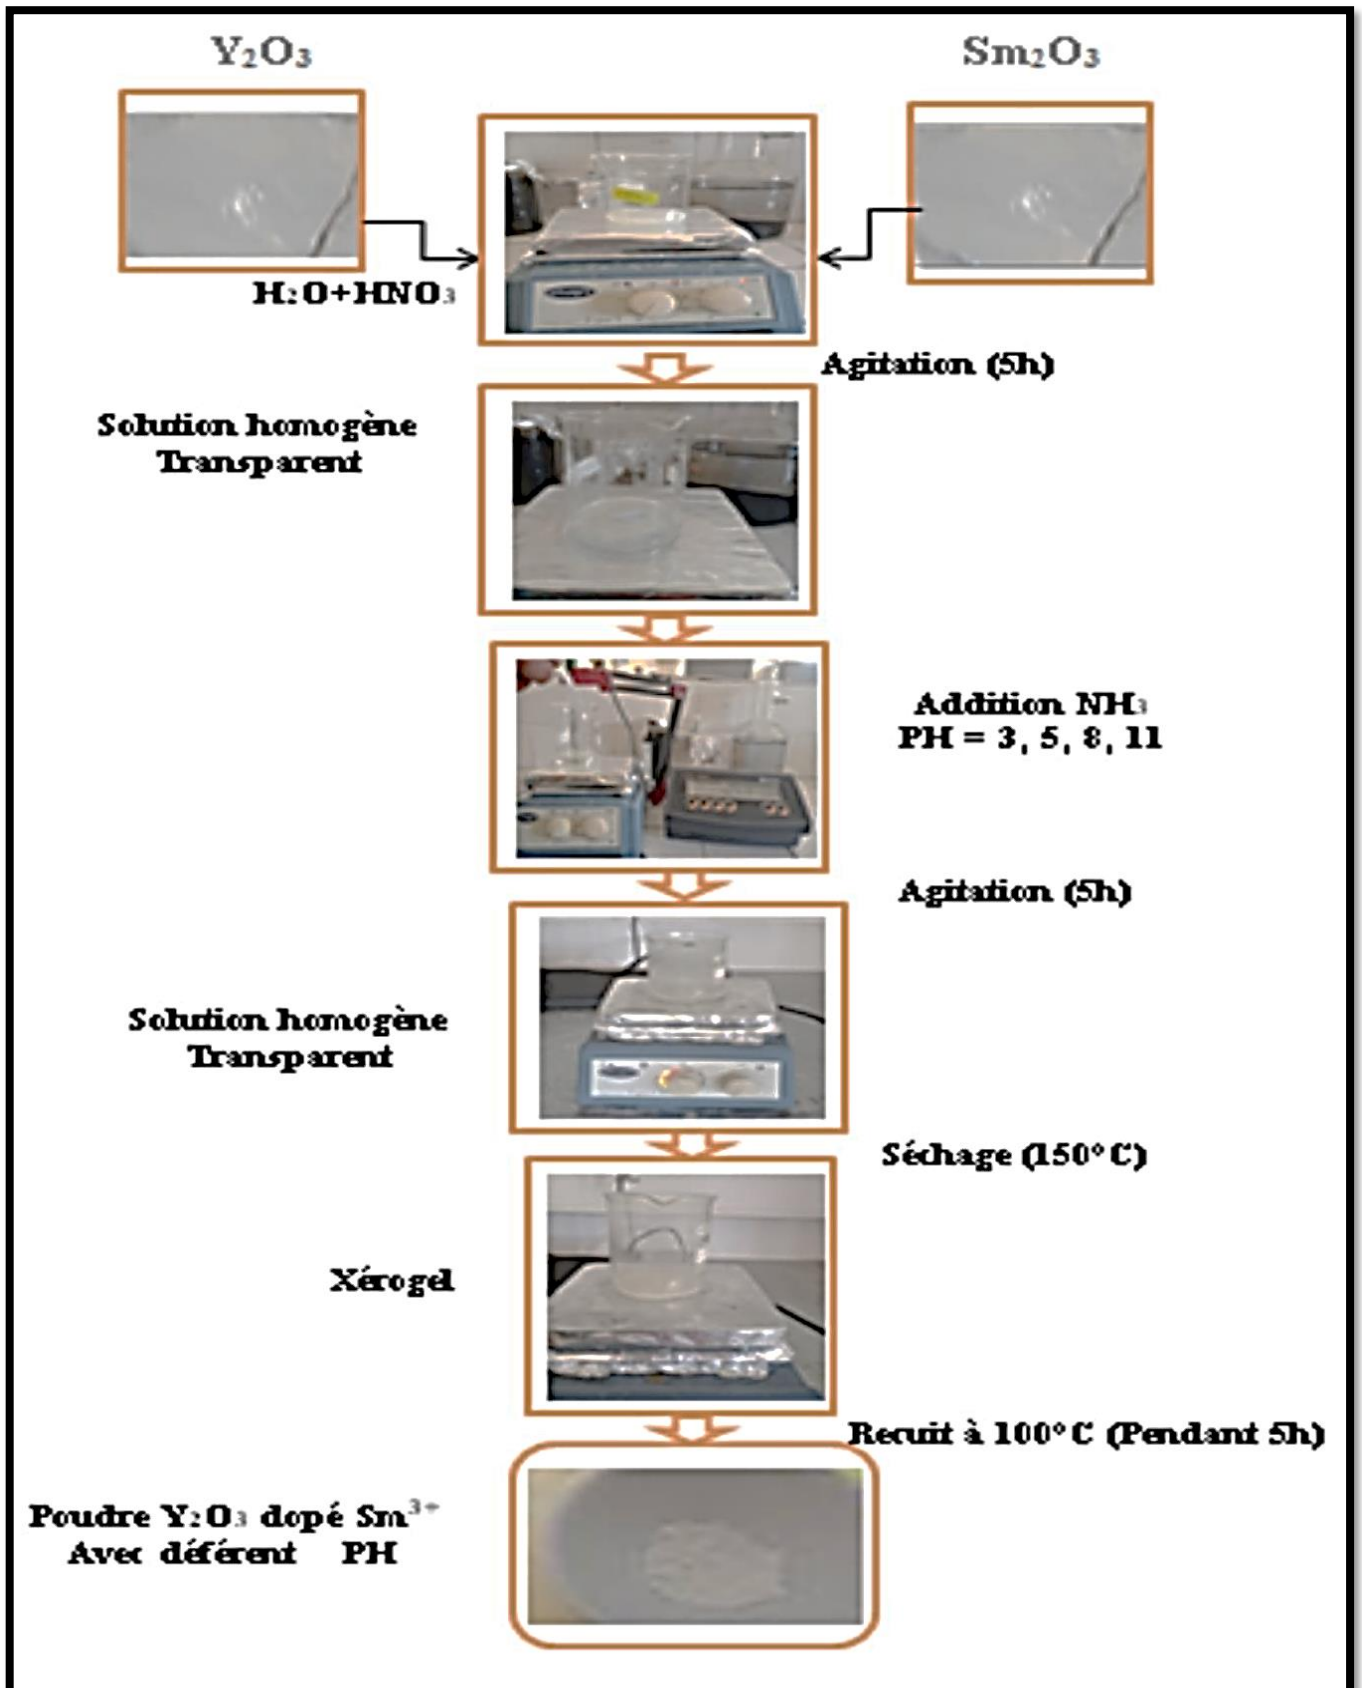 Y₂O₃
Sm₂O₃
H₂O+HNO₃
Agitation (5h)
Solution homogène
Transparent
Addition NH₃
PH = 3, 5, 8, 11
Agitation (5h)
Solution homogène
Transparent
Séchage (150°C)
Xérogel
Recuit à 100°C (Pendant 5h)
Poudre Y₂O₃ dopé Sm³⁺
Avec déférent PH